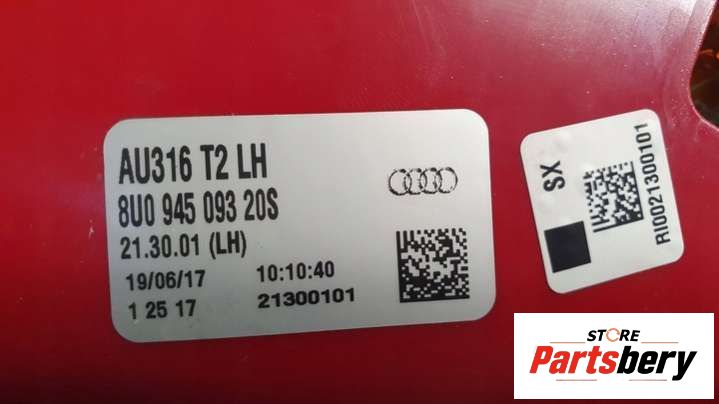 AU316 T2 LH
8U0 945 093 20S
21.30.01 (LH)
19/06/17 10:10:40
1 25 17 21300101
SX
RI0021300101
STORE
Partsbery